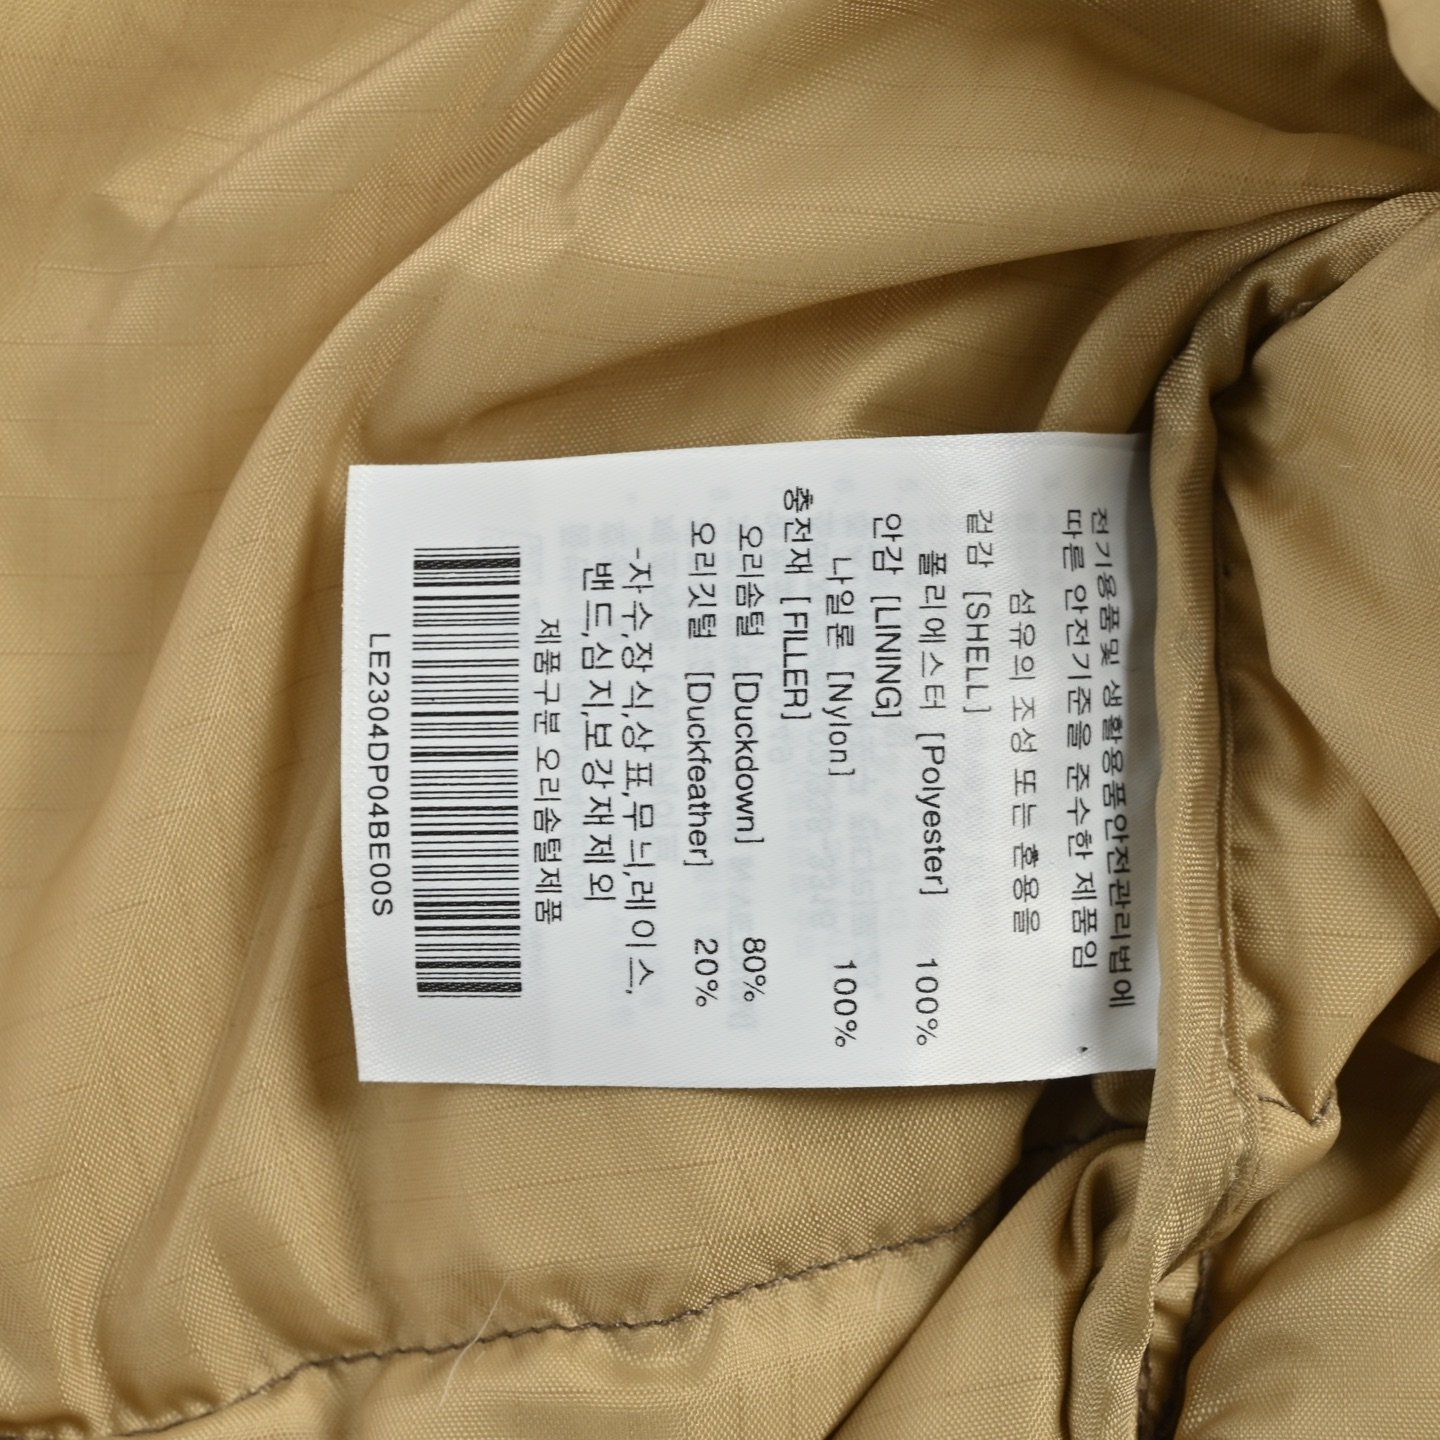 전기용품및 생활용품안전관리법에
따른 안전기준을 준수한 제품임
섬유의 조성 또는 혼용율
겉감 [SHELL]
폴리에스터 [Polyester] 100%
안감 [LINING]
나일론 [Nylon] 100%
충전재 [FILLER]
오리솜털 [Duckdown] 80%
오리깃털 [Duckfeather] 20%
-자수,장식,상표,무늬,레이스,
밴드,심지,보강재제외
제품구분 오리솜털제품
LE2304DP04BE00S